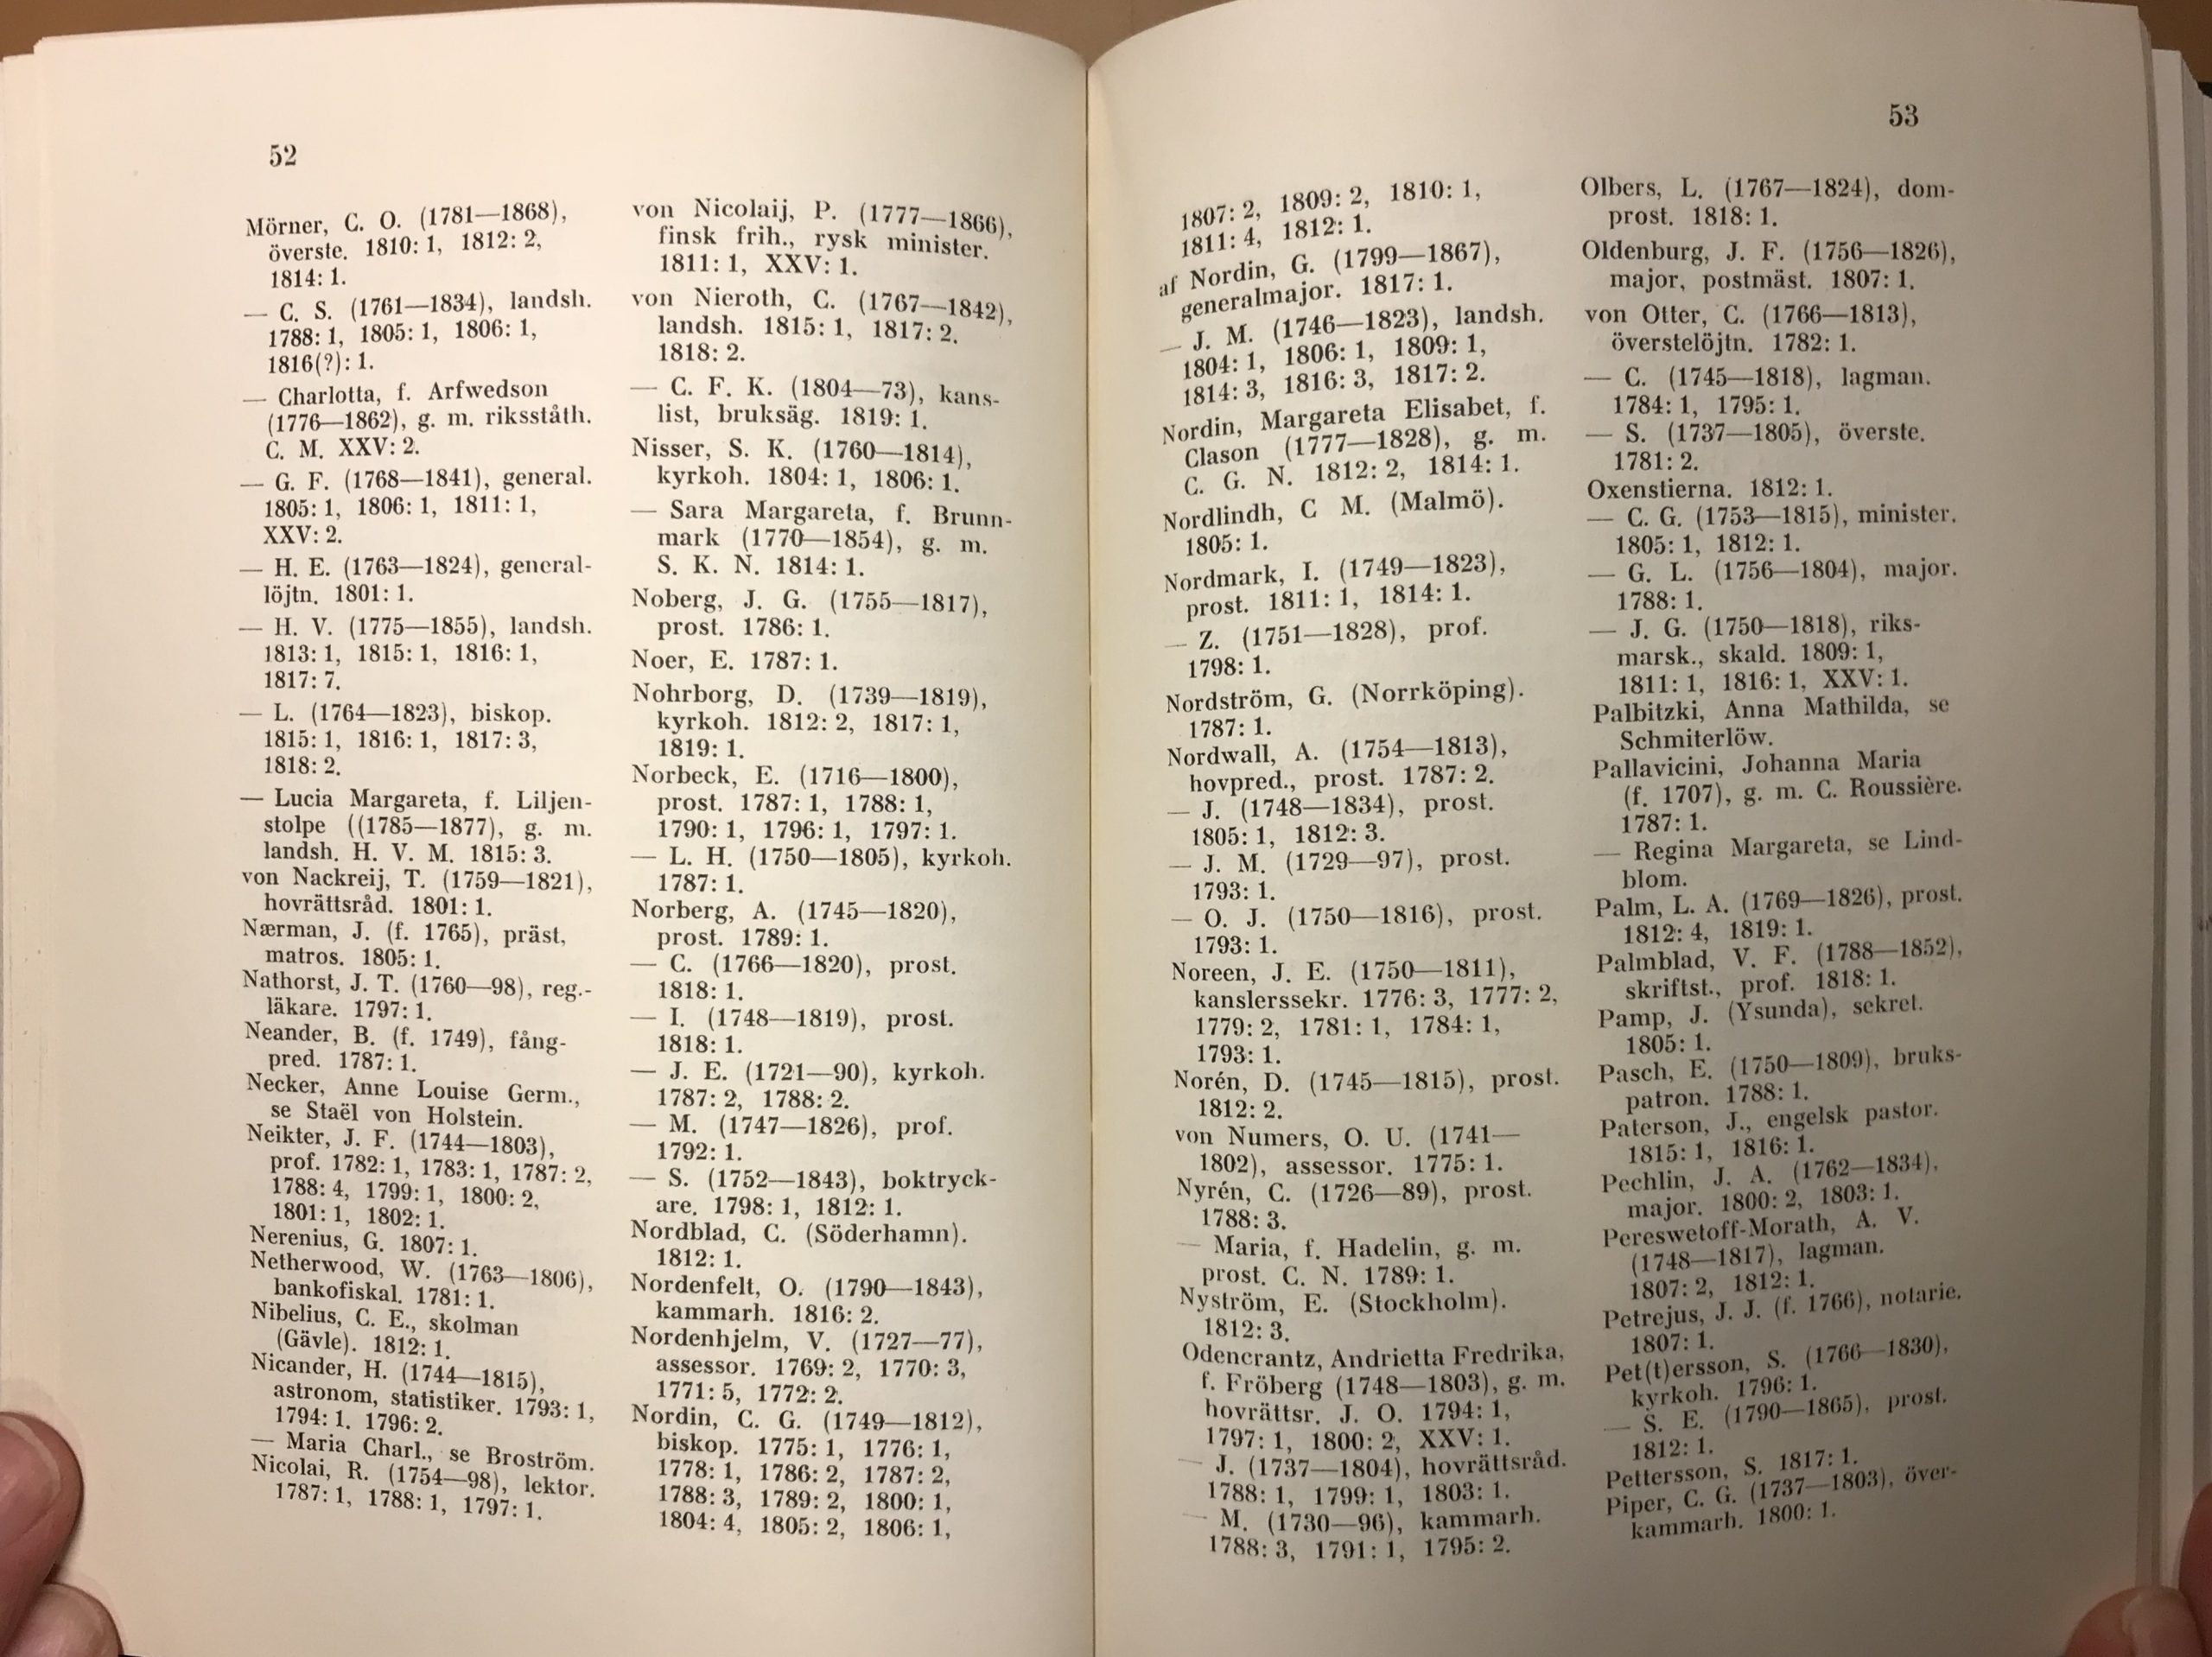 52
Mörner, C. O. (1781—1868),
överste. 1810: 1, 1812: 2,
1814: 1.
— C. S. (1761—1834), landsh.
1788: 1, 1805: 1, 1806: 1,
1816(?): 1.
— Charlotta, f. Arfwedson
(1776—1862), g. m. riksståth.
C. M. XXV: 2.
— G. F. (1768—1841), general.
1805: 1, 1806: 1, 1811: 1,
XXV: 2.
— H. E. (1763—1824), general-
löjtn. 1801: 1.
— H. V. (1775—1855), landsh.
1813: 1, 1815: 1, 1816: 1,
1817: 7.
— L. (1764—1823), biskop.
1815: 1, 1816: 1, 1817: 3,
1818: 2.
— Lucia Margareta, f. Liljen-
stolpe ((1785—1877), g. m.
landsh. H. V. M. 1815: 3.
von Nackreij, T. (1759—1821),
hovrättsråd. 1801: 1.
Nærman, J. (f. 1765), präst,
matros. 1805: 1.
Nathorst, J. T. (1760—98), reg.-
läkare. 1797: 1.
Neander, B. (f. 1749), fång-
pred. 1787: 1.
Necker, Anne Louise Germ.,
se Staël von Holstein.
Neikter, J. F. (1744—1803),
prof. 1782: 1, 1783: 1, 1787: 2,
1788: 4, 1799: 1, 1800: 2,
1801: 1, 1802: 1.
Nerenius, G. 1807: 1.
Netherwood, W. (1763—1806),
bankofiskal. 1781: 1.
Nibelius, C. E., skolman
(Gävle). 1812: 1.
Nicander, H. (1744—1815),
astronom, statistiker. 1793: 1,
1794: 1. 1796: 2.
— Maria Charl., se Broström.
Nicolai, R. (1754—98), lektor.
1787: 1, 1788: 1, 1797: 1.
von Nicolaij, P. (1777—1866),
finsk frih., rysk minister.
1811: 1, XXV: 1.
von Nieroth, C. (1767—1842),
landsh. 1815: 1, 1817: 2.
1818: 2.
— C. F. K. (1804—73), kans-
list, bruksäg. 1819: 1.
Nisser, S. K. (1760—1814),
kyrkoh. 1804: 1, 1806: 1.
— Sara Margareta, f. Brunn-
mark (1770—1854), g. m.
S. K. N. 1814: 1.
Noberg, J. G. (1755—1817),
prost. 1786: 1.
Noer, E. 1787: 1.
Nohrborg, D. (1739—1819),
kyrkoh. 1812: 2, 1817: 1,
1819: 1.
Norbeck, E. (1716—1800),
prost. 1787: 1, 1788: 1,
1790: 1, 1796: 1, 1797: 1.
— L. H. (1750—1805), kyrkoh.
1787: 1.
Norberg, A. (1745—1820),
prost. 1789: 1.
— C. (1766—1820), prost.
1818: 1.
— I. (1748—1819), prost.
1818: 1.
— J. E. (1721—90), kyrkoh.
1787: 2, 1788: 2.
— M. (1747—1826), prof.
1792: 1.
— S. (1752—1843), boktryck-
are. 1798: 1, 1812: 1.
Nordblad, C. (Söderhamn).
1812: 1.
Nordenfelt, O. (1790—1843),
kammarh. 1816: 2.
Nordenhjelm, V. (1727—77),
assessor. 1769: 2, 1770: 3,
1771: 5, 1772: 2.
Nordin, C. G. (1749—1812),
biskop. 1775: 1, 1776: 1,
1778: 1, 1786: 2, 1787: 2,
1788: 3, 1789: 2, 1800: 1,
1804: 4, 1805: 2, 1806: 1,
53
1807: 2, 1809: 2, 1810: 1,
1811: 4, 1812: 1.
af Nordin, G. (1799—1867),
generalmajor. 1817: 1.
— J. M. (1746—1823), landsh.
1804: 1, 1806: 1, 1809: 1,
1814: 3, 1816: 3, 1817: 2.
Nordin, Margareta Elisabet, f.
Clason (1777—1828), g. m.
C. G. N. 1812: 2, 1814: 1.
Nordlindh, C M. (Malmö).
1805: 1.
Nordmark, I. (1749—1823),
prost. 1811: 1, 1814: 1.
— Z. (1751—1828), prof.
1798: 1.
Nordström, G. (Norrköping).
1787: 1.
Nordwall, A. (1754—1813),
hovpred., prost. 1787: 2.
— J. (1748—1834), prost.
1805: 1, 1812: 3.
— J. M. (1729—97), prost.
1793: 1.
— O. J. (1750—1816), prost.
1793: 1.
Noreen, J. E. (1750—1811),
kanslerssekr. 1776: 3, 1777: 2,
1779: 2, 1781: 1, 1784: 1,
1793: 1.
Norén, D. (1745—1815), prost.
1812: 2.
von Numers, O. U. (1741—
1802), assessor. 1775: 1.
Nyrén, C. (1726—89), prost.
1788: 3.
— Maria, f. Hadelin, g. m.
prost. C. N. 1789: 1.
Nyström, E. (Stockholm).
1812: 3.
Odencrantz, Andrietta Fredrika,
f. Fröberg (1748—1803), g. m.
hovrättsr. J. O. 1794: 1,
1797: 1, 1800: 2, XXV: 1.
— J. (1737—1804), hovrättsråd.
1788: 1, 1799: 1, 1803: 1.
— M. (1730—96), kammarh.
1788: 3, 1791: 1, 1795: 2.
Olbers, L. (1767—1824), dom-
prost. 1818: 1.
Oldenburg, J. F. (1756—1826),
major, postmäst. 1807: 1.
von Otter, C. (1766—1813),
överstelöjtn. 1782: 1.
— C. (1745—1818), lagman.
1784: 1, 1795: 1.
— S. (1737—1805), överste.
1781: 2.
Oxenstierna. 1812: 1.
— C. G. (1753—1815), minister.
1805: 1, 1812: 1.
— G. L. (1756—1804), major.
1788: 1.
— J. G. (1750—1818), riks-
marsk., skald. 1809: 1,
1811: 1, 1816: 1, XXV: 1.
Palbitzki, Anna Mathilda, se
Schmiterlöw.
Pallavicini, Johanna Maria
(f. 1707), g. m. C. Roussière.
1787: 1.
— Regina Margareta, se Lind-
blom.
Palm, L. A. (1769—1826), prost.
1812: 4, 1819: 1.
Palmblad, V. F. (1788—1852),
skriftst., prof. 1818: 1.
Pamp, J. (Ysunda), sekret.
1805: 1.
Pasch, E. (1750—1809), bruks-
patron. 1788: 1.
Paterson, J., engelsk pastor.
1815: 1, 1816: 1.
Pechlin, J. A. (1762—1834),
major. 1800: 2, 1803: 1.
Pereswetoff-Morath, A. V.
(1748—1817), lagman.
1807: 2, 1812: 1.
Petrejus, J. J. (f. 1766), notarie.
1807: 1.
Pet(t)ersson, S. (1766—1830),
kyrkoh. 1796: 1.
— S. E. (1790—1865), prost.
1812: 1.
Pettersson, S. 1817: 1.
Piper, C. G. (1737—1803), över-
kammarh. 1800: 1.